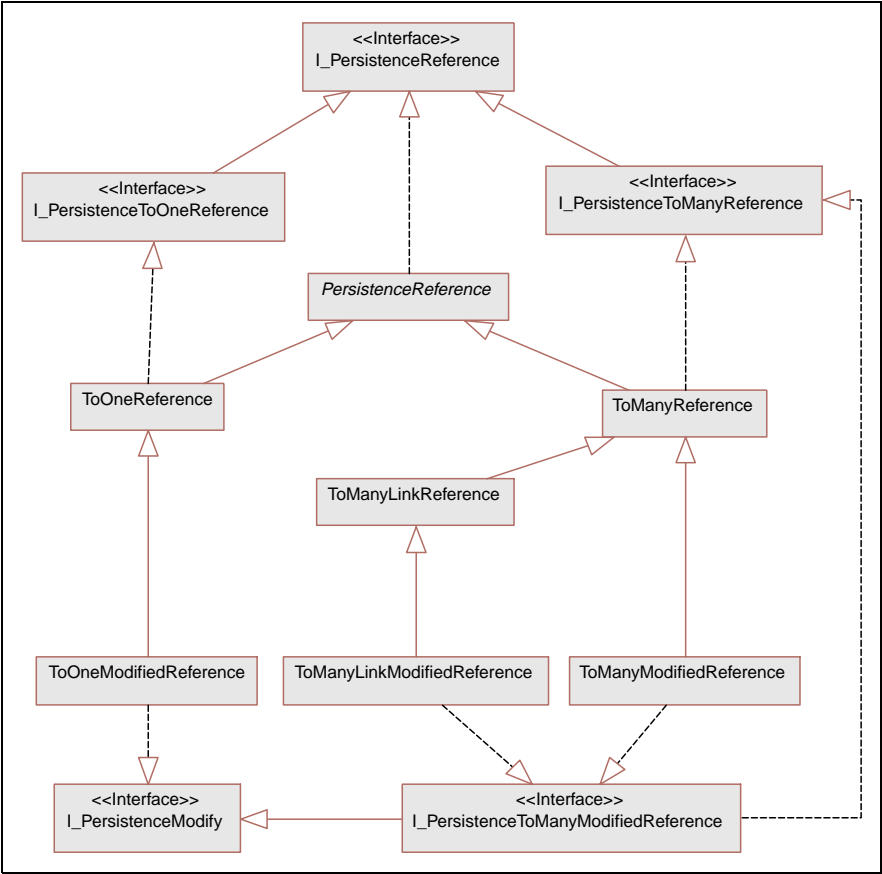 <<Interface>>
I_PersistenceReference
<<Interface>>
I_PersistenceToOneReference
<<Interface>>
I_PersistenceToManyReference
PersistenceReference
ToOneReference
ToManyReference
ToManyLinkReference
ToOneModifiedReference
ToManyLinkModifiedReference
ToManyModifiedReference
<<Interface>>
I_PersistenceModify
<<Interface>>
I_PersistenceToManyModifiedReference